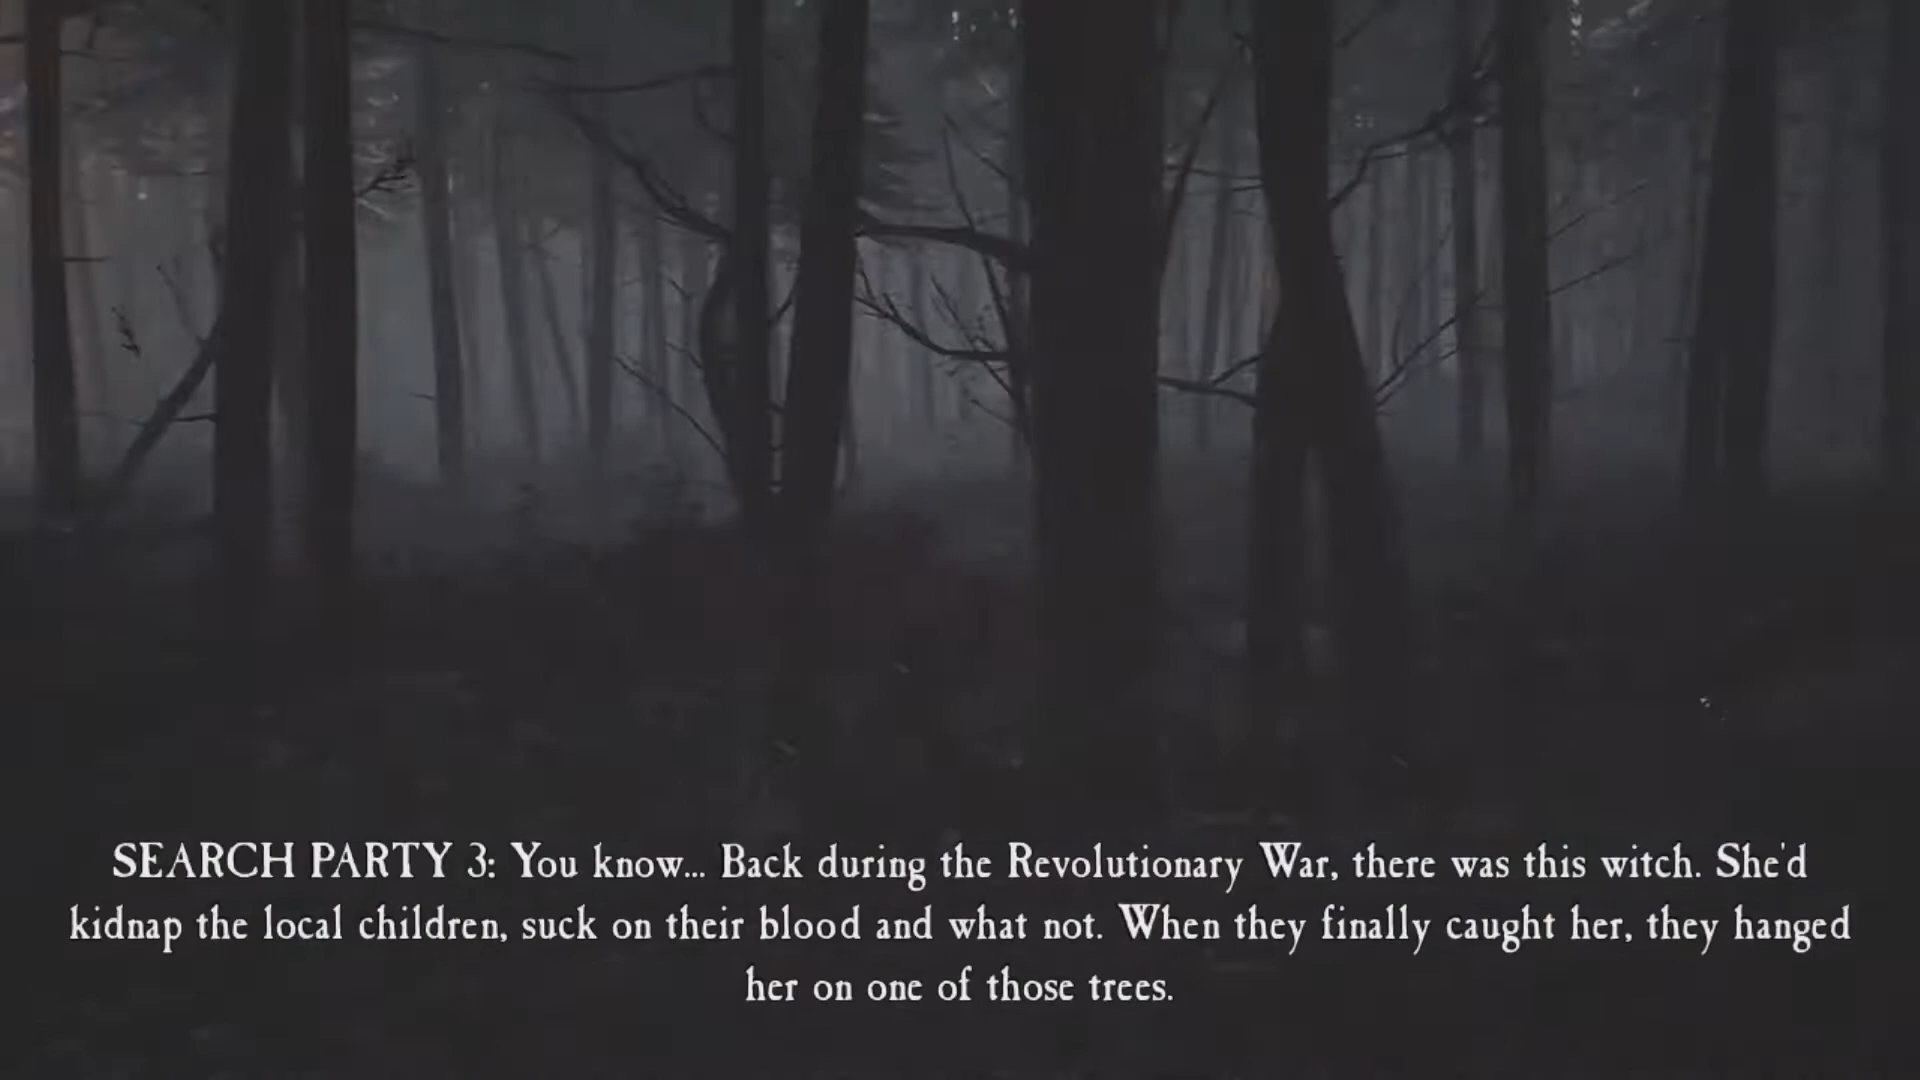 SEARCH PARTY 3: You know... Back during the Revolutionary War, there was this witch. She'd
kidnap the local children, suck on their blood and what not. When they finally caught her, they hanged
her on one of those trees.